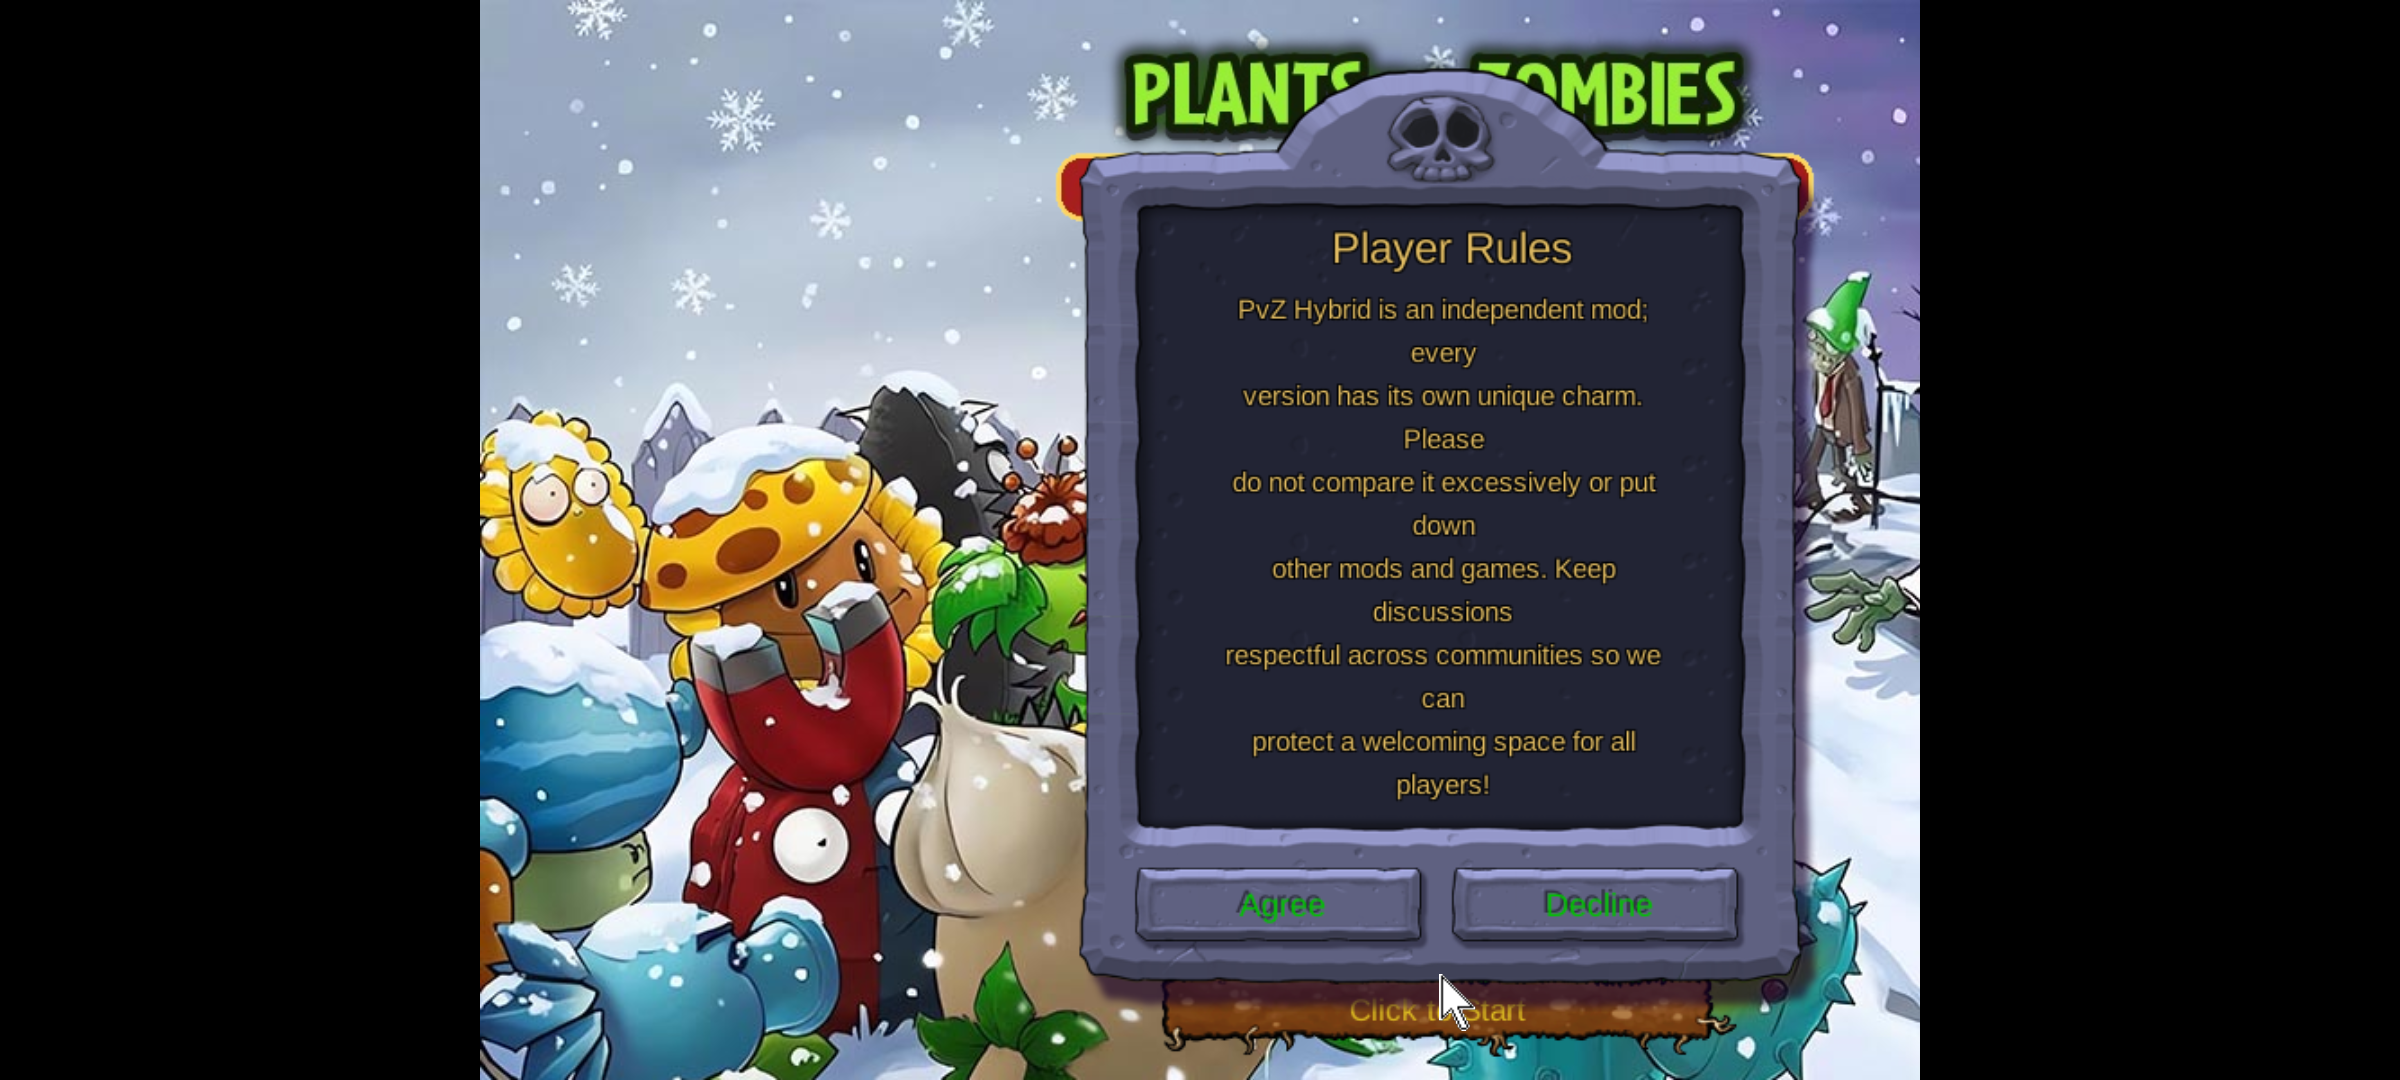 PLANTS ZOMBIES
Player Rules
PvZ Hybrid is an independent mod;
every
version has its own unique charm.
Please
do not compare it excessively or put
down
other mods and games. Keep
discussions
respectful across communities so we
can
protect a welcoming space for all
players!
Agree
Decline
Click to Start